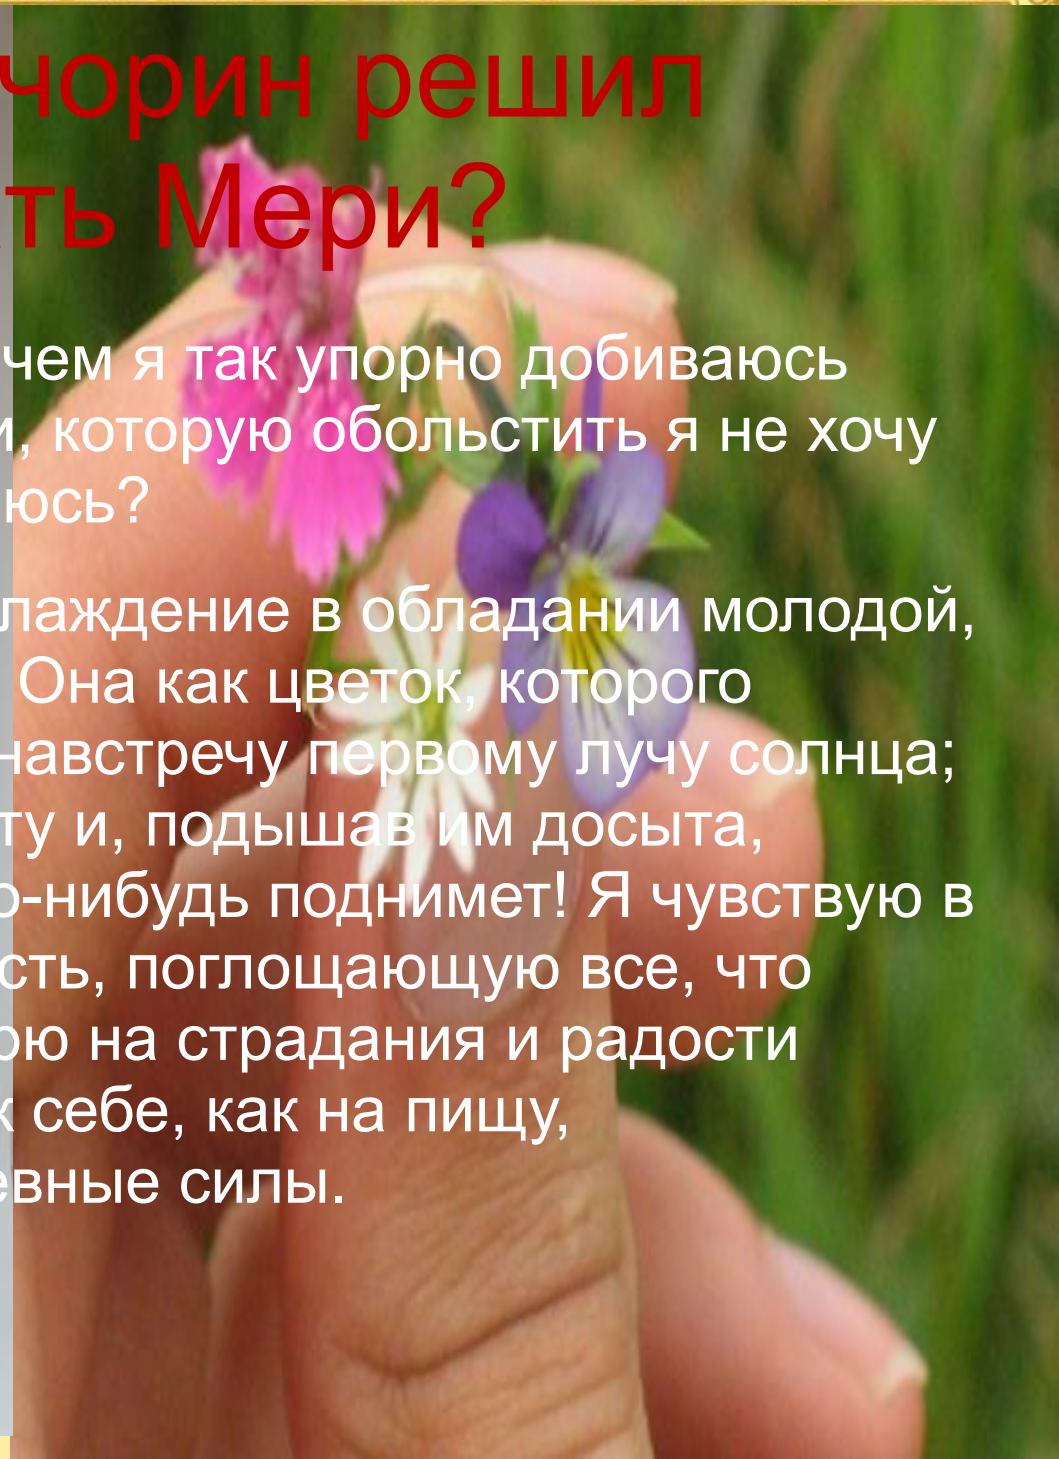 чорин решил
ть Мери?
чем я так упорно добиваюсь
и, которую обольстить я не хочу
юсь?
лаждение в обладании молодой,
Она как цветок, которого
навстречу первому лучу солнца;
ту и, подышав им досыта,
о-нибудь поднимет! Я чувствую в
сть, поглощающую все, что
рю на страдания и радости
к себе, как на пищу,
евные силы.